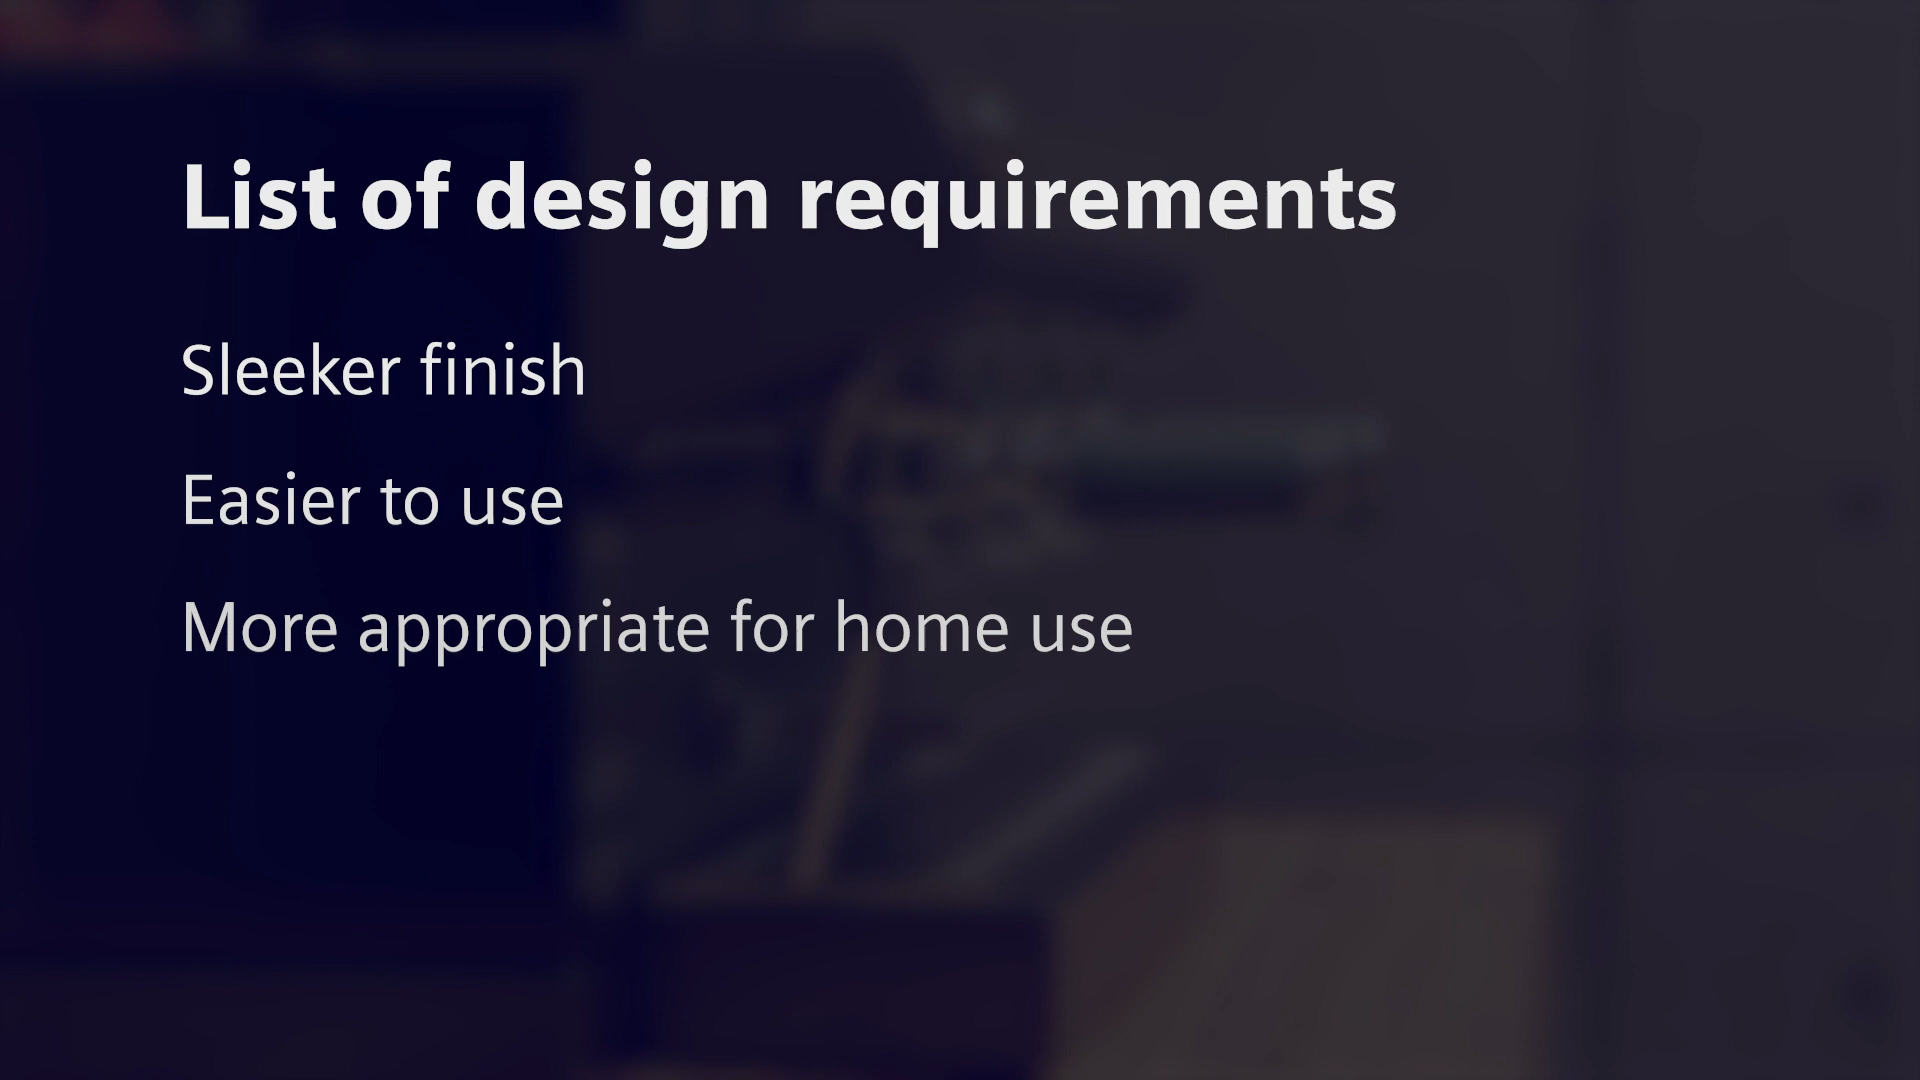 List of design requirements
Sleeker finish
Easier to use
More appropriate for home use